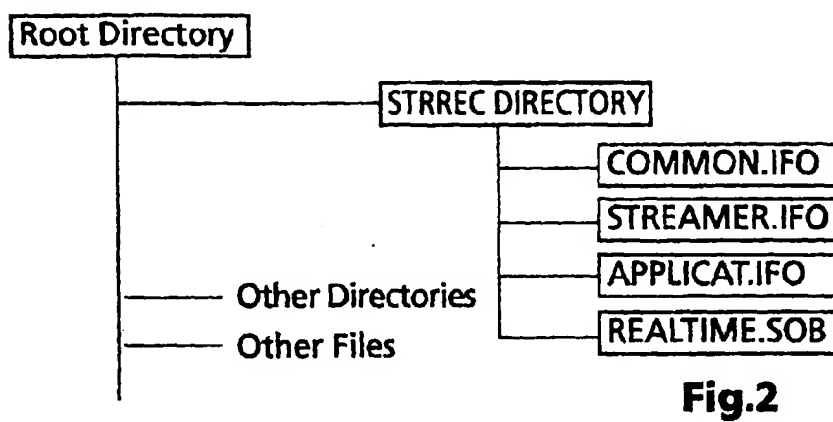 Root Directory
STRREC DIRECTORY
COMMON.IFO
STREAMER.IFO
APPLICAT.IFO
Other Directories
REALTIME.SOB
Other Files
Fig.2